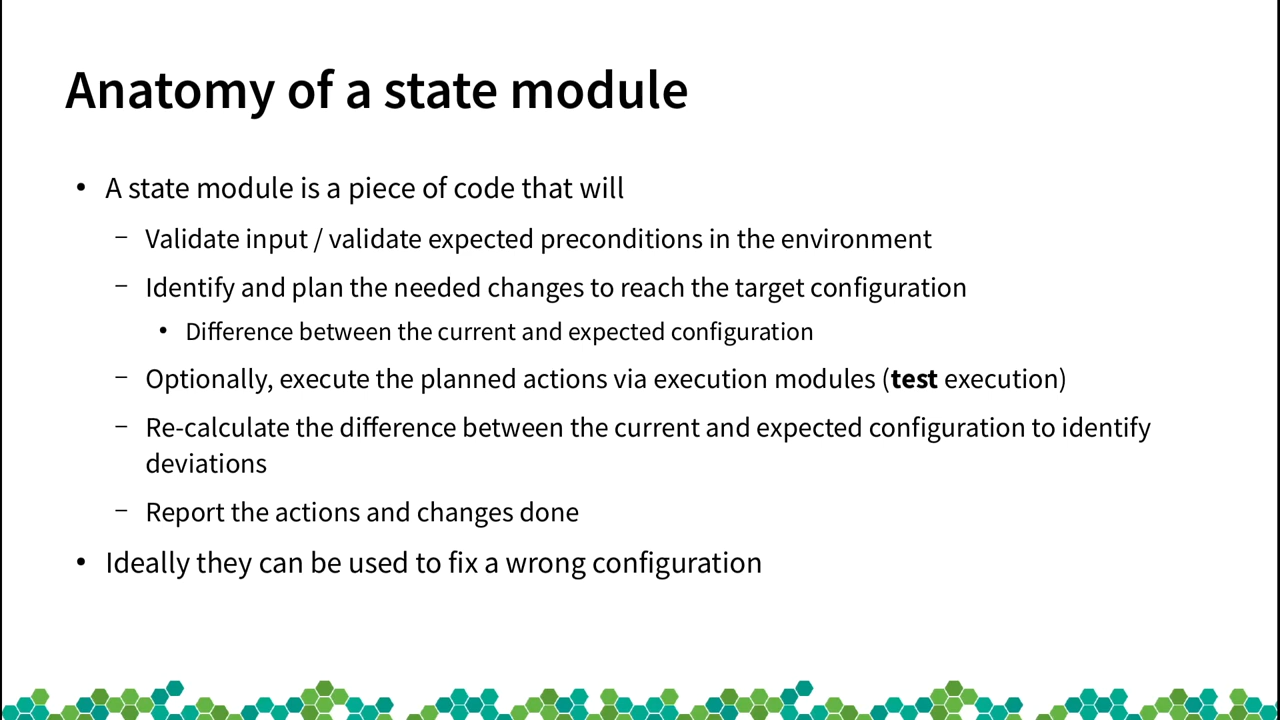 Anatomy of a state module
• A state module is a piece of code that will
– Validate input / validate expected preconditions in the environment
– Identify and plan the needed changes to reach the target configuration
• Difference between the current and expected configuration
– Optionally, execute the planned actions via execution modules (test execution)
– Re-calculate the difference between the current and expected configuration to identify
deviations
– Report the actions and changes done
• Ideally they can be used to fix a wrong configuration